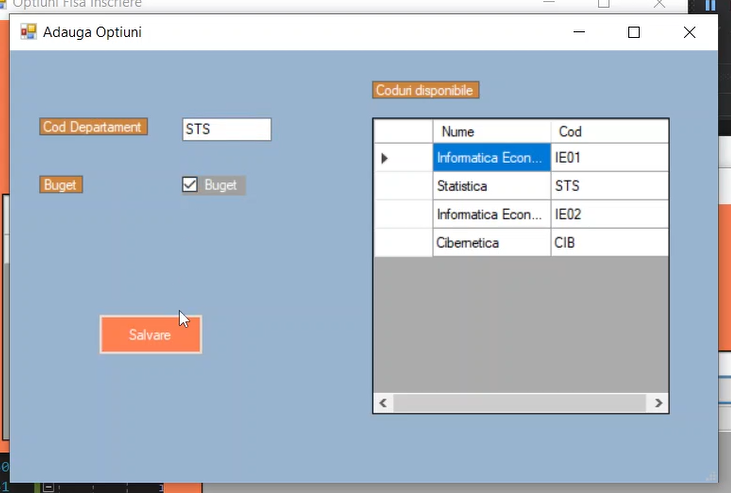 Optiuni Fisa Inscriere
Adauga Optiuni
Coduri disponibile
Cod Departament
STS
Nume Cod
Informatica Econ... IE01
Buget
Buget
Statistica STS
Informatica Econ... IE02
Cibernetica CIB
Salvare